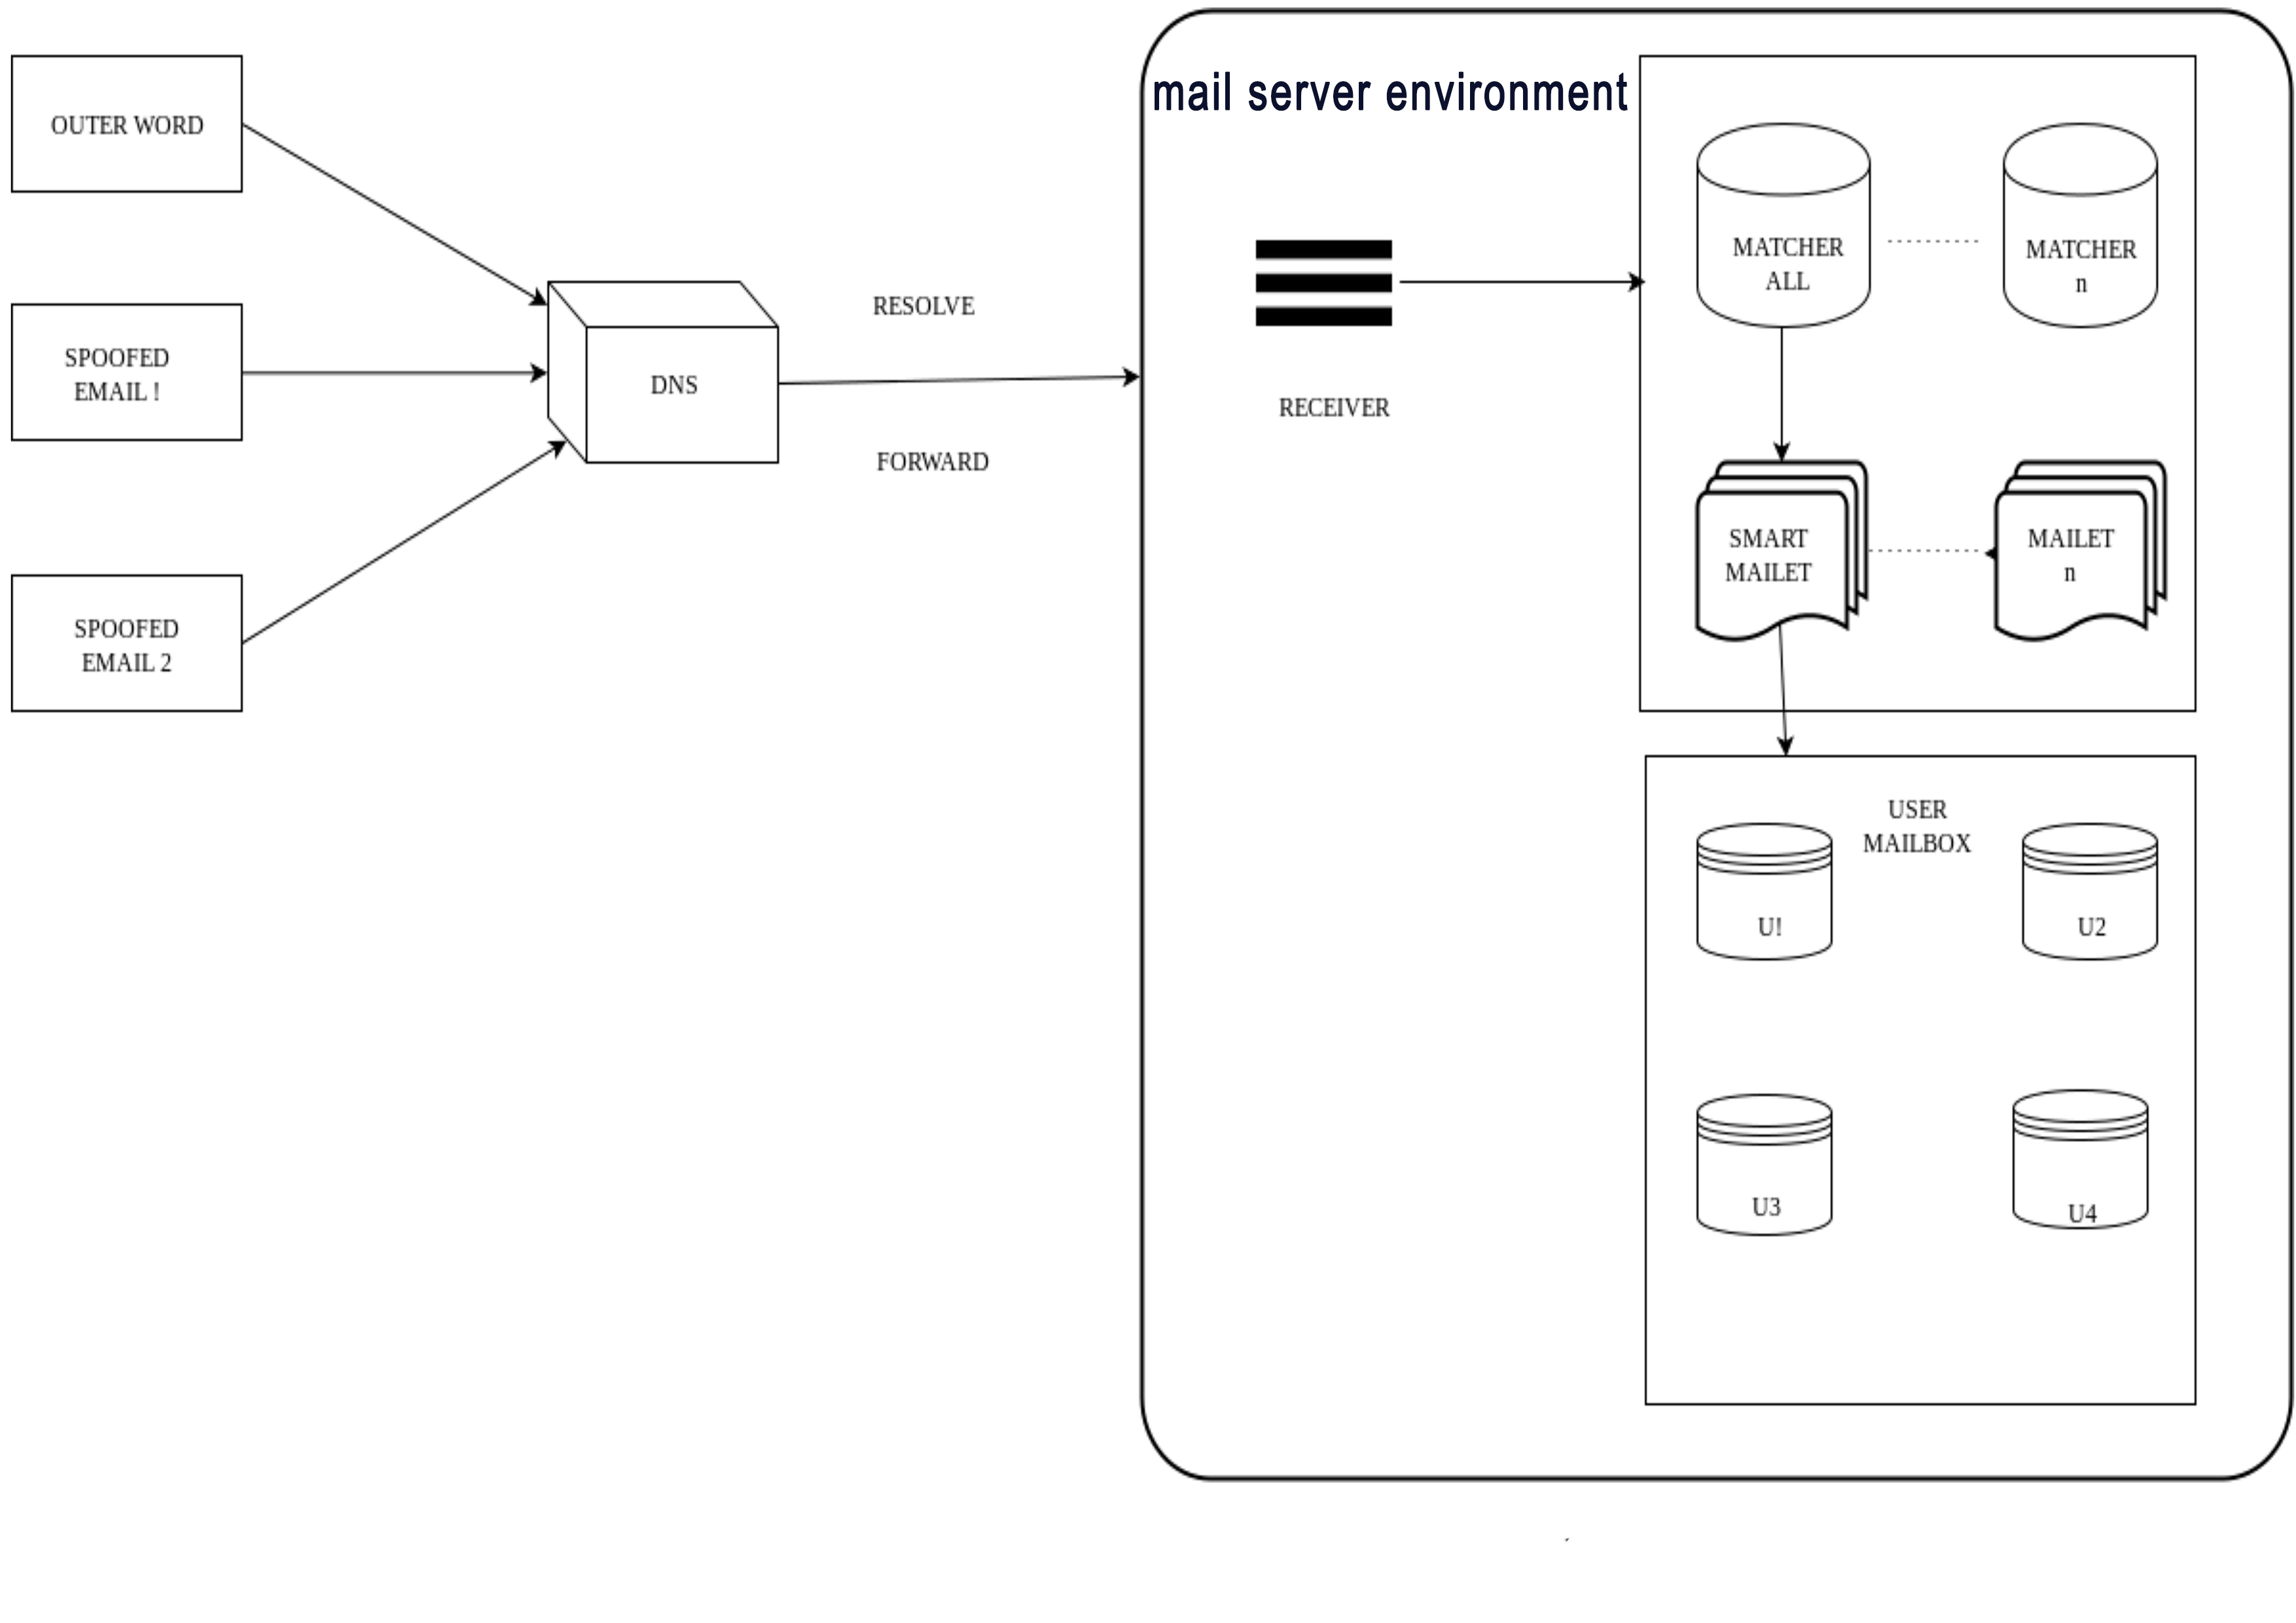 mail server environment
OUTER WORD
SPOOFED
EMAIL !
SPOOFED
EMAIL 2
DNS
RESOLVE
FORWARD
RECEIVER
MATCHER
ALL
MATCHER
n
SMART
MAILET
MAILET
n
USER
MAILBOX
U!
U2
U3
U4